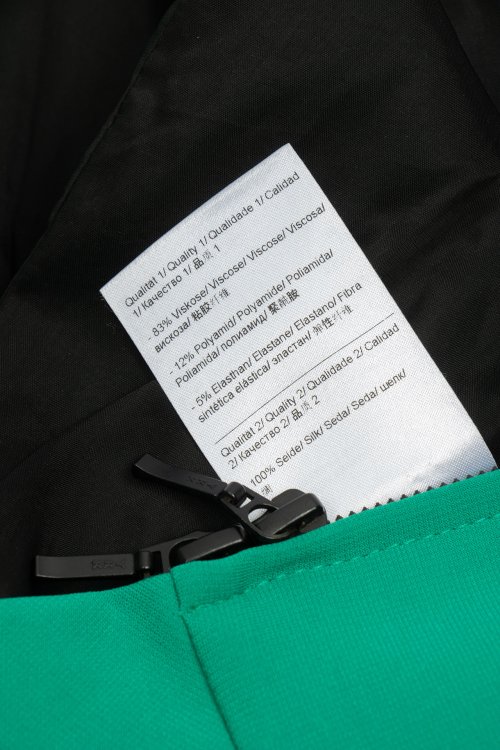 Qualität 1/ Quality 1/ Qualidade 1/ Calidad
1/ Качество 1/ 品质 1
- 83% Viskose/ Viscose/ Viscose/ Viscosa/
вискоза/ 粘胶纤维
- 12% Polyamid/ Polyamide/ Poliamida/
Poliamida/ полиамид/ 聚酰胺
- 5% Elasthan/ Elastane/ Elastano/ Fibra
sintética elástica/ эластан/ 弹性纤维
Qualität 2/ Quality 2/ Qualidade 2/ Calidad
2/ Качество 2/ 品质 2
100% Seide/ Silk/ Seda/ Seda/ шелк/